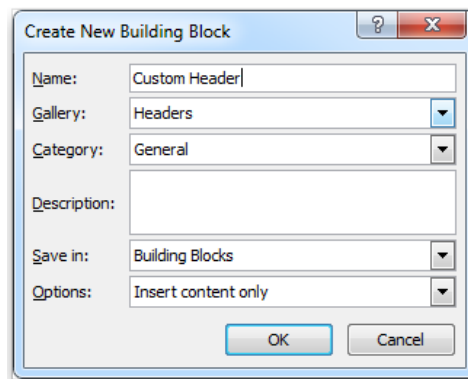 Create New Building Block
Name: Custom Header
Gallery: Headers
Category: General
Description:
Save in: Building Blocks
Options: Insert content only
OK Cancel